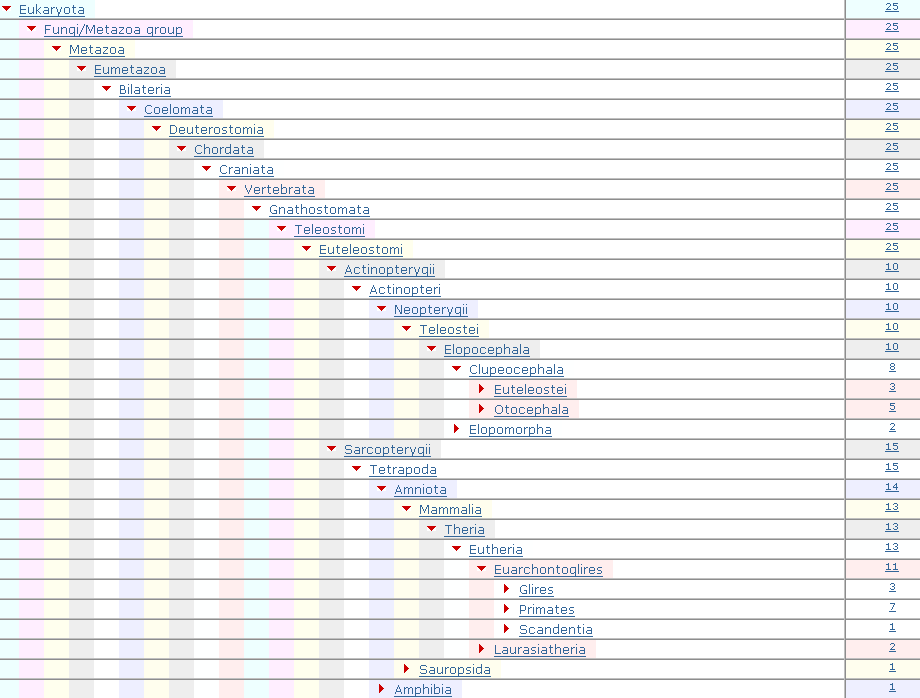 Eukaryota 25
Fungi/Metazoa group 25
Metazoa 25
Eumetazoa 25
Bilateria 25
Coelomata 25
Deuterostomia 25
Chordata 25
Craniata 25
Vertebrata 25
Gnathostomata 25
Teleostomi 25
Euteleostomi 25
Actinopterygii 10
Actinopteri 10
Neopterygii 10
Teleostei 10
Elopocephala 10
Clupeocephala 8
Euteleostei 3
Otocephala 5
Elopomorpha 2
Sarcopterygii 15
Tetrapoda 15
Amniota 14
Mammalia 13
Theria 13
Eutheria 13
Euarchontoglires 11
Glires 3
Primates 7
Scandentia 1
Laurasiatheria 2
Sauropsida 1
Amphibia 1